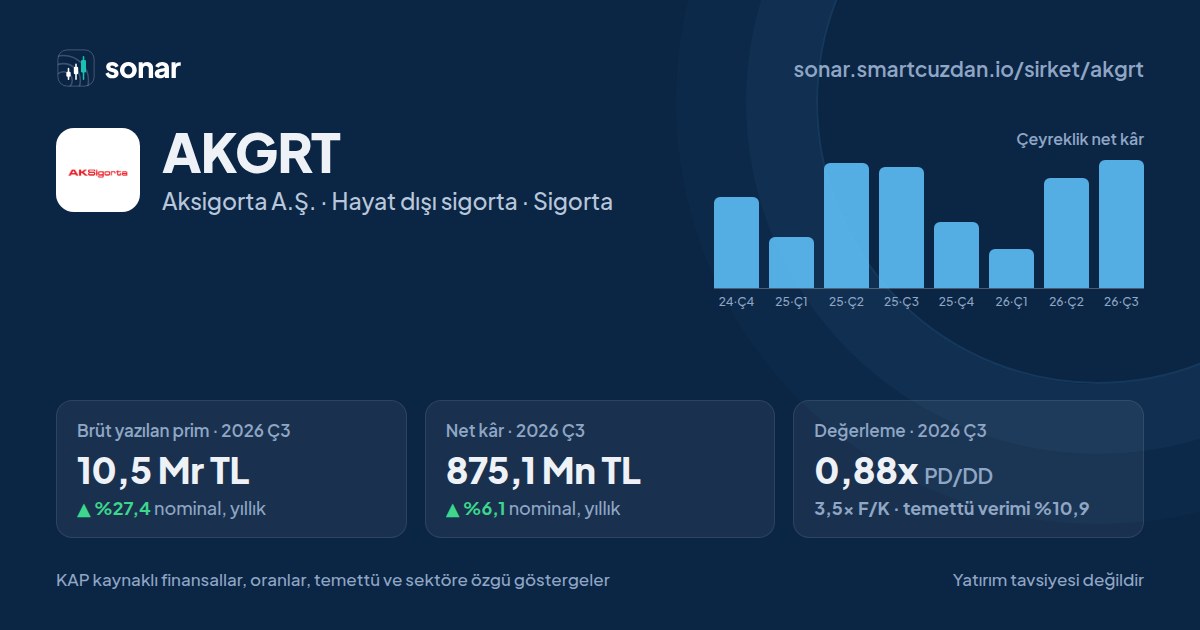 sonar
sonar.smartcuzdan.io/sirket/akgrt
AKSigorta
AKGRT
Aksigorta A.Ş. · Hayat dışı sigorta · Sigorta
Çeyreklik net kâr
24·Ç4 25·Ç1 25·Ç2 25·Ç3 25·Ç4 26·Ç1 26·Ç2 26·Ç3
Brüt yazılan prim · 2026 Ç3
10,5 Mr TL
▲ %27,4 nominal, yıllık
Net kâr · 2026 Ç3
875,1 Mn TL
▲ %6,1 nominal, yıllık
Değerleme · 2026 Ç3
0,88x PD/DD
3,5× F/K · temettü verimi %10,9
KAP kaynaklı finansallar, oranlar, temettü ve sektöre özgü göstergeler
Yatırım tavsiyesi değildir